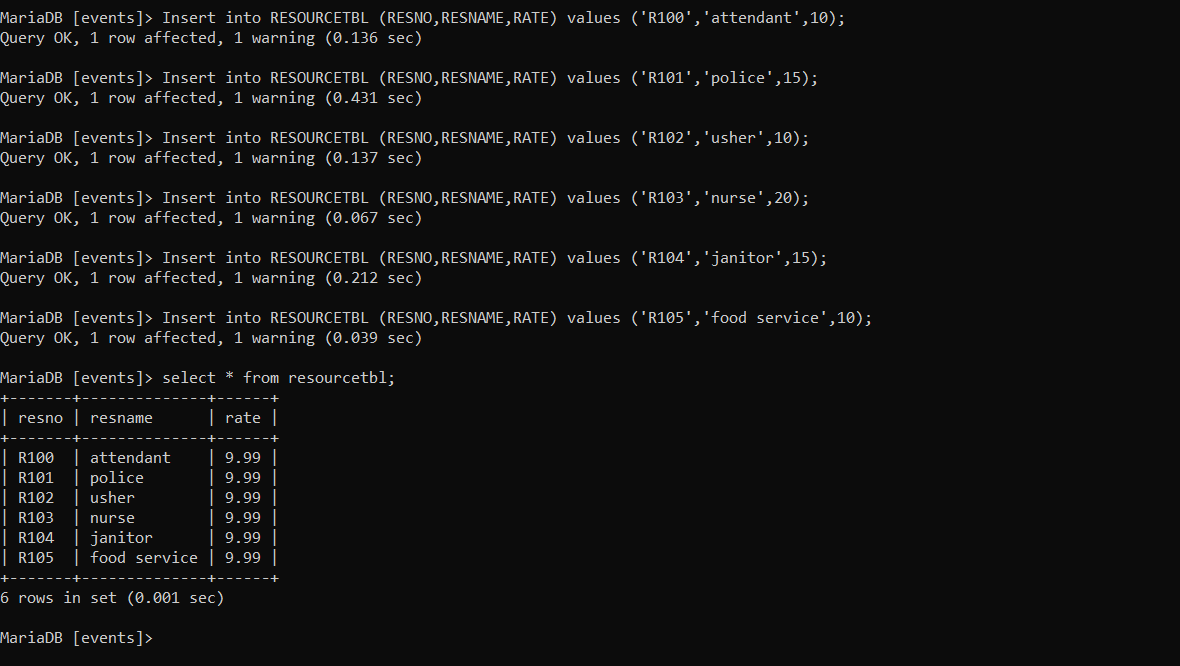 MariaDB [events]> Insert into RESOURCETBL (RESNO,RESNAME,RATE) values ('R100','attendant',10);
Query OK, 1 row affected, 1 warning (0.136 sec)
MariaDB [events]> Insert into RESOURCETBL (RESNO,RESNAME,RATE) values ('R101','police',15);
Query OK, 1 row affected, 1 warning (0.431 sec)
MariaDB [events]> Insert into RESOURCETBL (RESNO,RESNAME,RATE) values ('R102','usher',10);
Query OK, 1 row affected, 1 warning (0.137 sec)
MariaDB [events]> Insert into RESOURCETBL (RESNO,RESNAME,RATE) values ('R103','nurse',20);
Query OK, 1 row affected, 1 warning (0.067 sec)
MariaDB [events]> Insert into RESOURCETBL (RESNO,RESNAME,RATE) values ('R104','janitor',15);
Query OK, 1 row affected, 1 warning (0.212 sec)
MariaDB [events]> Insert into RESOURCETBL (RESNO,RESNAME,RATE) values ('R105','food service',10);
Query OK, 1 row affected, 1 warning (0.039 sec)
MariaDB [events]> select * from resourcetbl;
+-------+--------------+------+
| resno | resname      | rate |
+-------+--------------+------+
| R100  | attendant    | 9.99 |
| R101  | police       | 9.99 |
| R102  | usher        | 9.99 |
| R103  | nurse        | 9.99 |
| R104  | janitor      | 9.99 |
| R105  | food service | 9.99 |
+-------+--------------+------+
6 rows in set (0.001 sec)
MariaDB [events]>